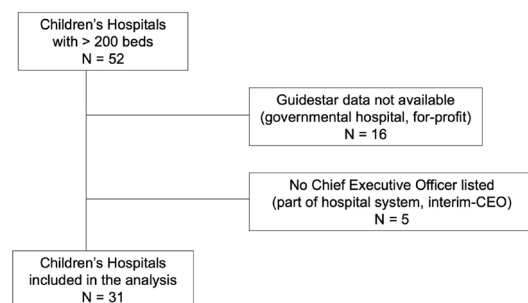 Children's Hospitals
with > 200 beds
N = 52
Guidestar data not available
(governmental hospital, for-profit)
N = 16
No Chief Executive Officer listed
(part of hospital system, interim-CEO)
N = 5
Children's Hospitals
included in the analysis
N = 31